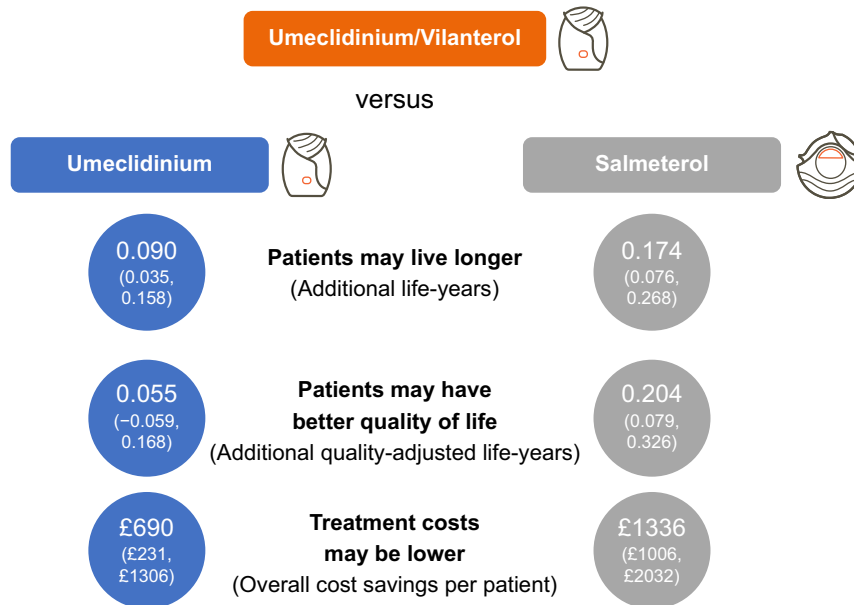 Umeclidinium/Vilanterol
versus
Umeclidinium
Salmeterol
0.090
(0.035,
0.158)
Patients may live longer
(Additional life-years)
0.174
(0.076,
0.268)
0.055
(−0.059,
0.168)
Patients may have
better quality of life
(Additional quality-adjusted life-years)
0.204
(0.079,
0.326)
£690
(£231,
£1306)
Treatment costs
may be lower
(Overall cost savings per patient)
£1336
(£1006,
£2032)